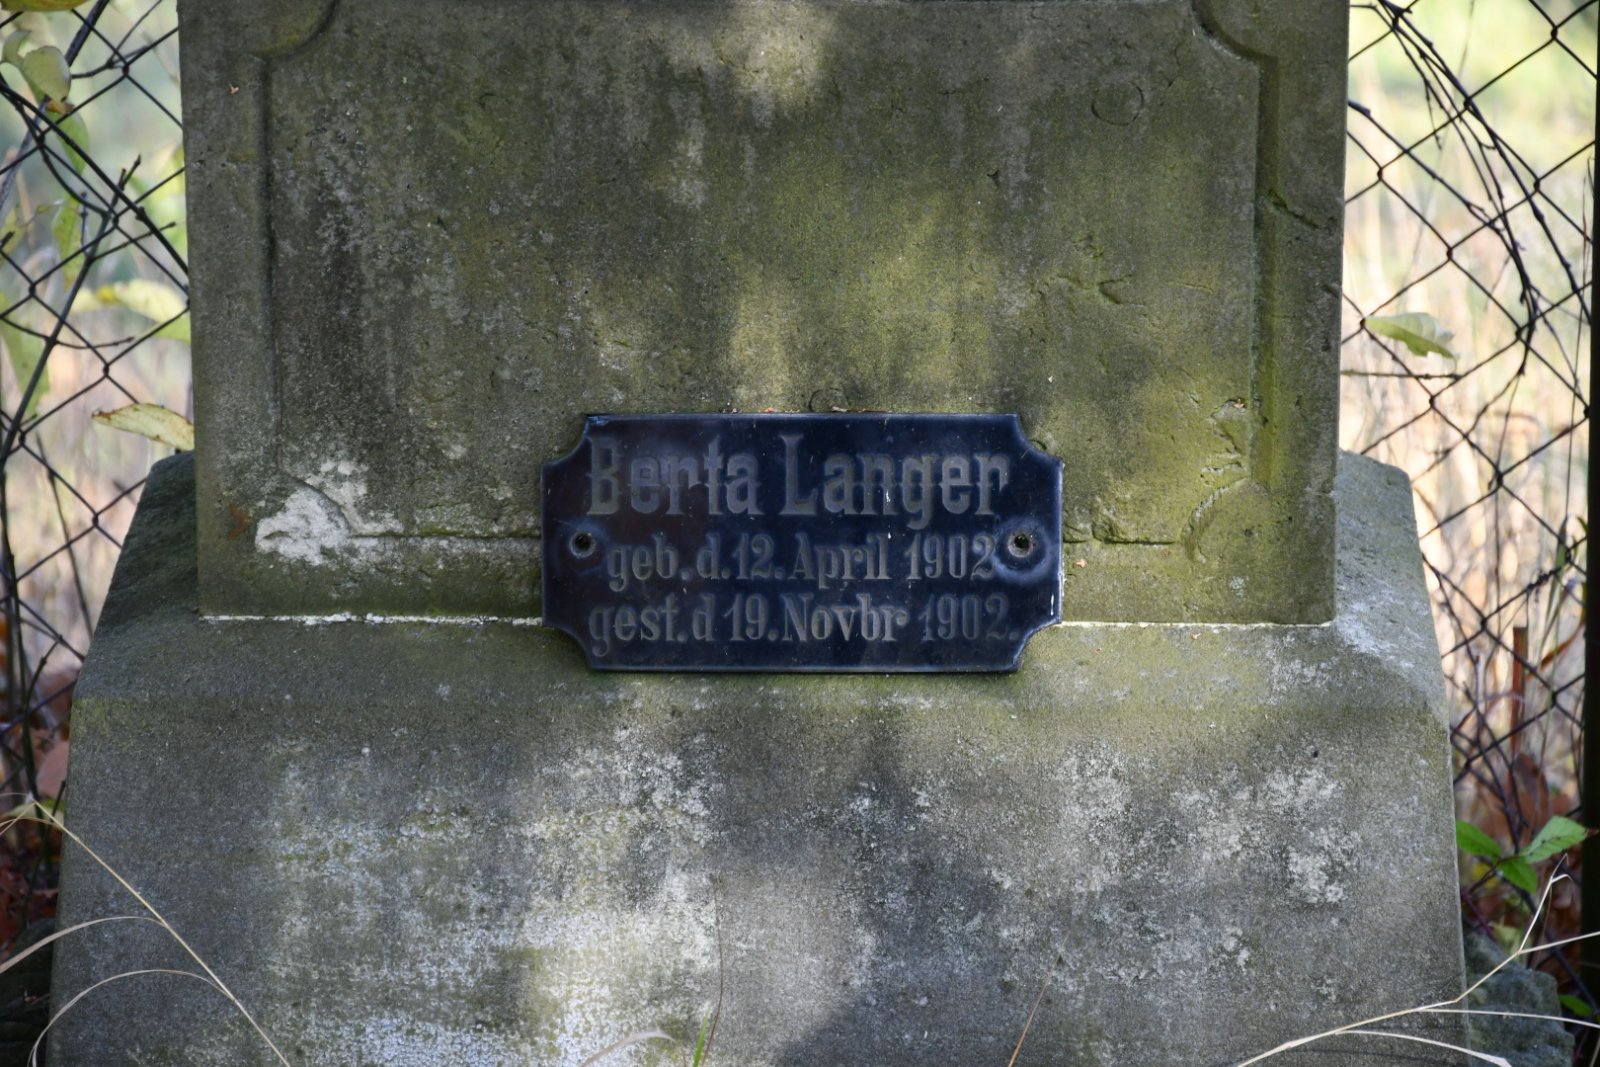 Berta Langer
geb. d. 12. April 1902
gest. d 19. Novbr 1902.